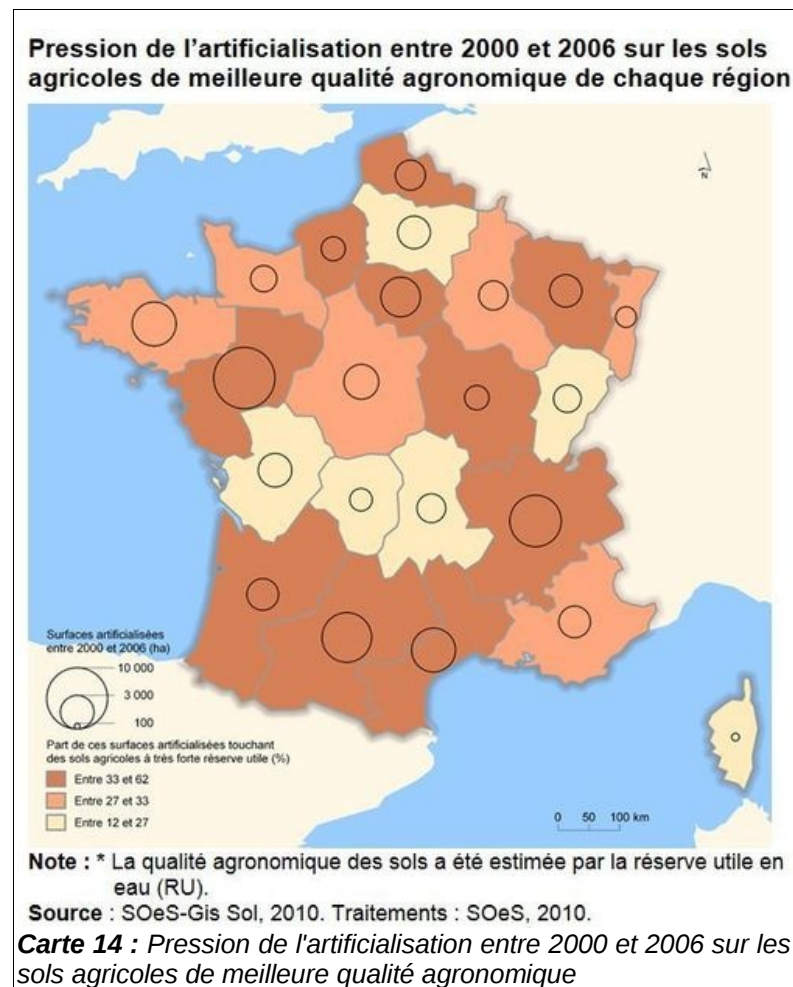 Pression de l'artificialisation entre 2000 et 2006 sur les sols
agricoles de meilleure qualité agronomique de chaque région
N
Surfaces artificialisées
entre 2000 et 2006 (ha)
10 000
3 000
100
Part de ces surfaces artificialisées touchant
des sols agricoles à très forte réserve utile (%)
Entre 33 et 62
Entre 27 et 33
Entre 12 et 27
0 50 100 km
Note : * La qualité agronomique des sols a été estimée par la réserve utile en
eau (RU).
Source : SOeS-Gis Sol, 2010. Traitements : SOeS, 2010.
Carte 14 : Pression de l'artificialisation entre 2000 et 2006 sur les
sols agricoles de meilleure qualité agronomique